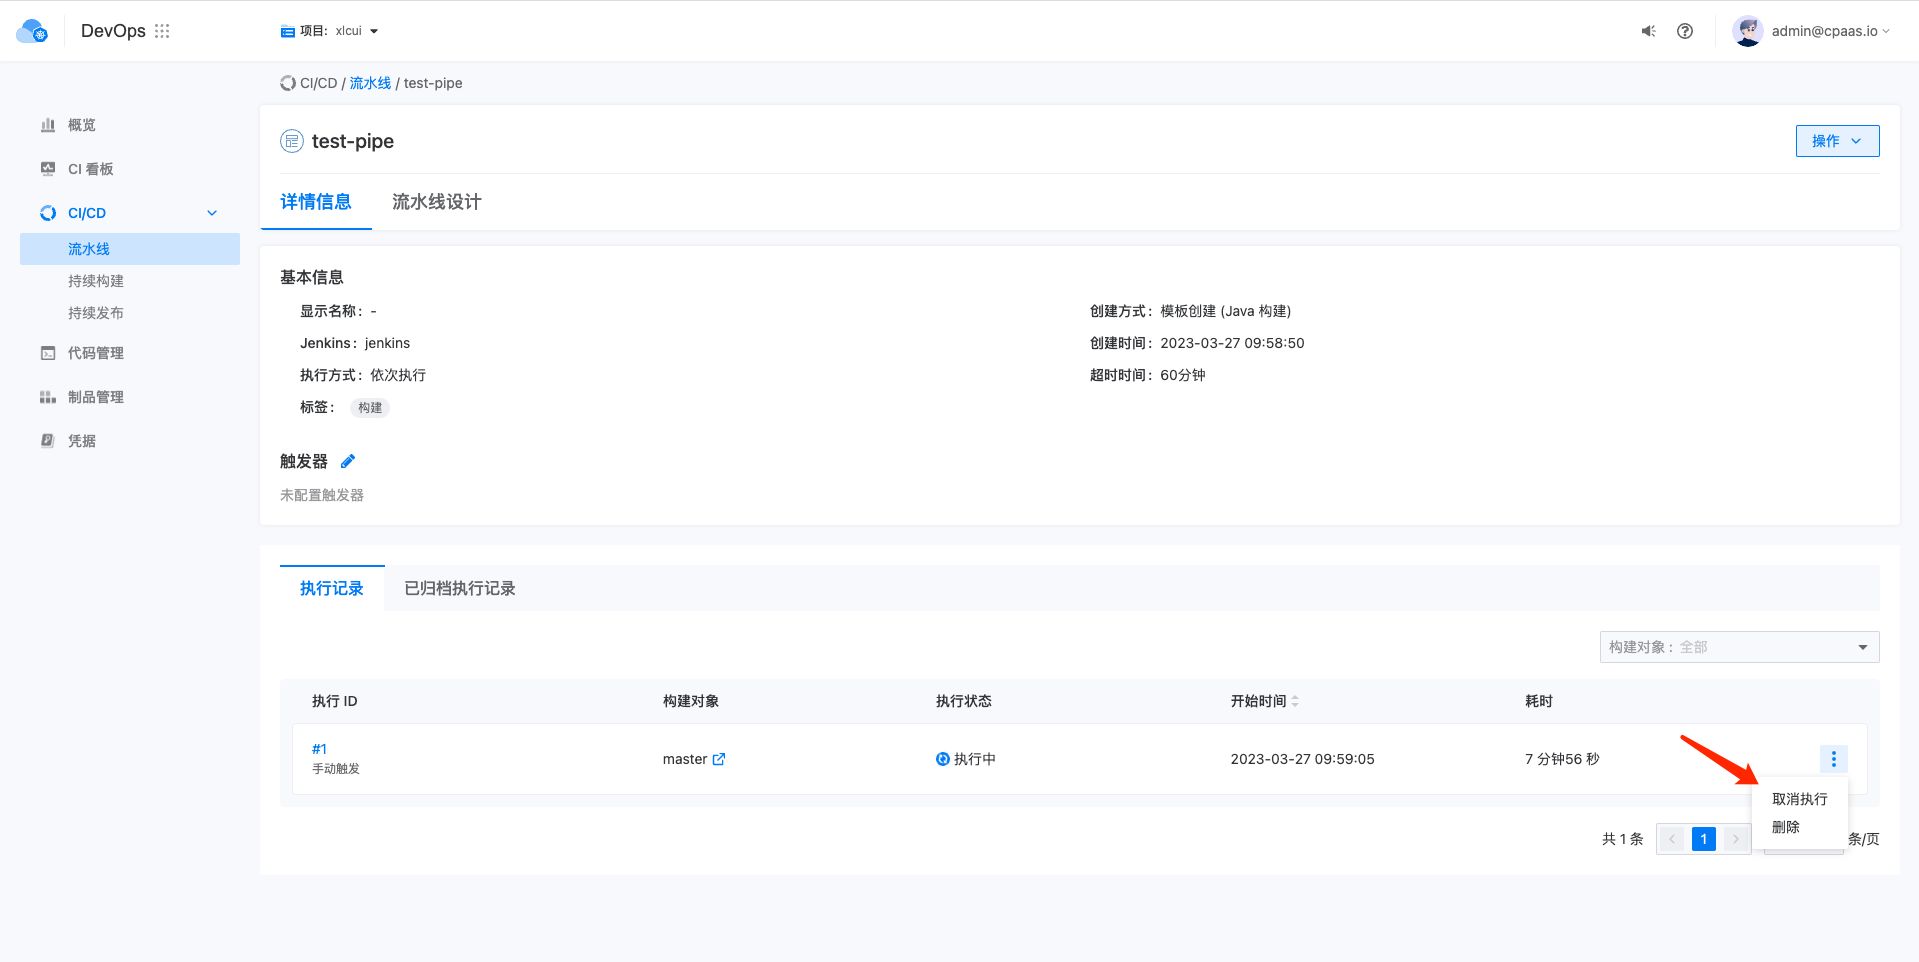 DevOps
项目: xlcui
admin@cpaas.io
CI/CD / 流水线 / test-pipe
概览
CI 看板
CI/CD
流水线
持续构建
持续发布
代码管理
制品管理
凭据
test-pipe
操作
详情信息 流水线设计
基本信息
显示名称: -
创建方式: 模板创建 (Java 构建)
Jenkins: jenkins
创建时间: 2023-03-27 09:58:50
执行方式: 依次执行
超时时间: 60分钟
标签: 构建
触发器
未配置触发器
执行记录 已归档执行记录
构建对象: 全部
执行 ID 构建对象 执行状态 开始时间 耗时
#1
手动触发
master
执行中
2023-03-27 09:59:05
7 分钟56 秒
取消执行
删除
共 1 条 1 条/页